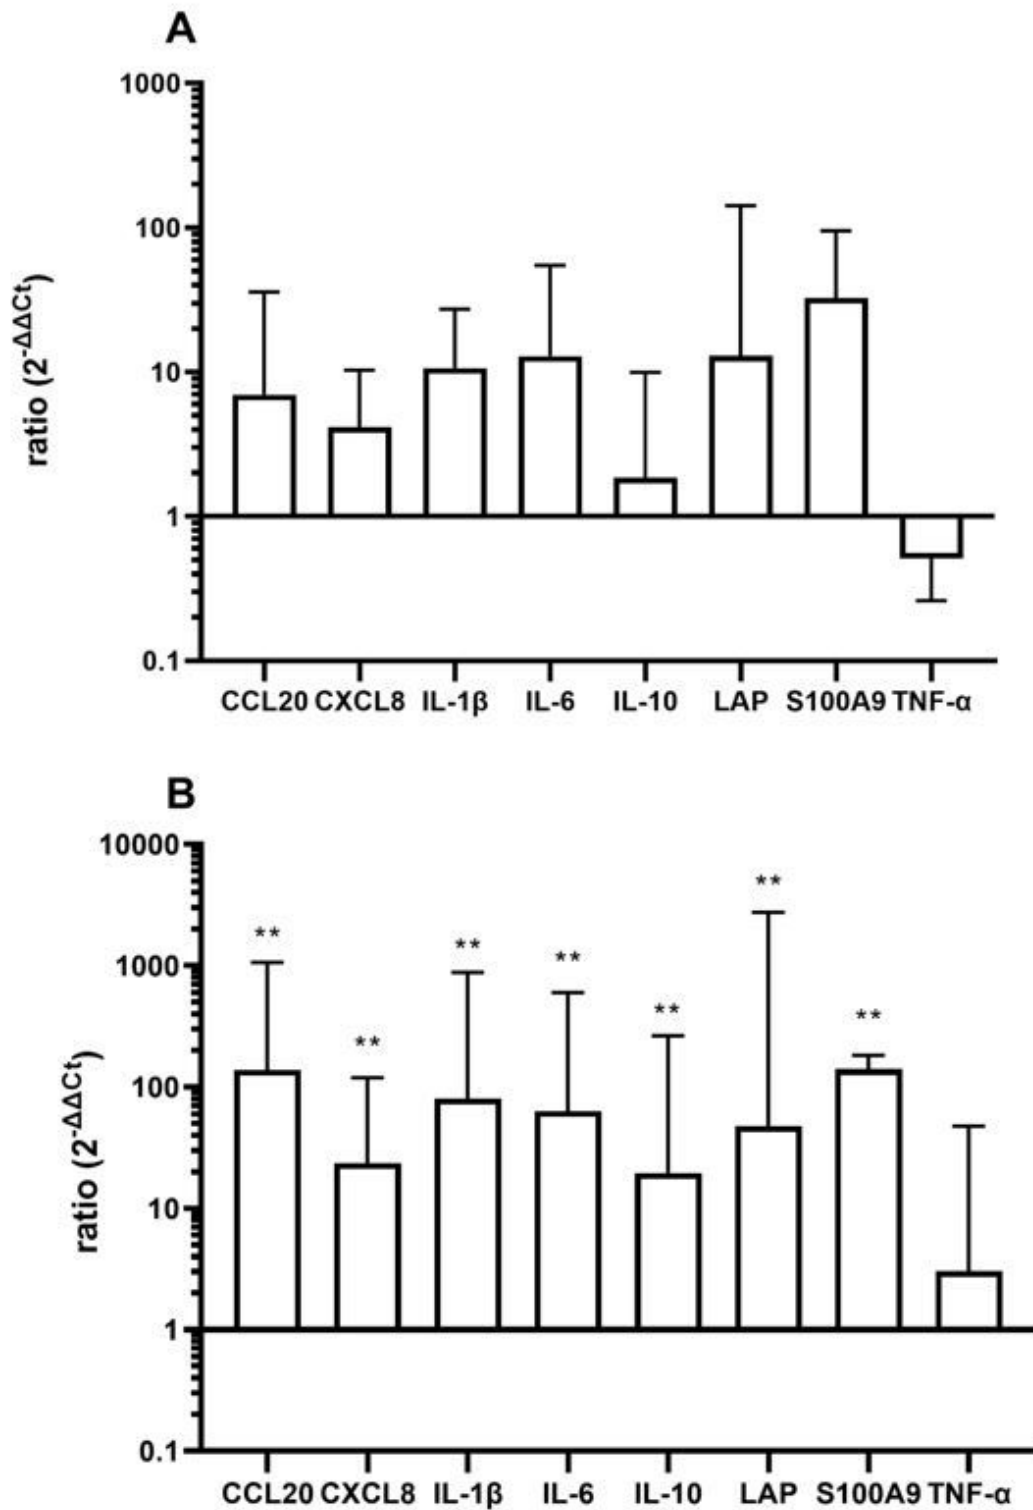 A
1000
100
10
1
0.1
ratio (2^-ΔΔCt)
CCL20 CXCL8 IL-1β IL-6 IL-10 LAP S100A9 TNF-α
B
10000
1000
100
10
1
0.1
ratio (2^-ΔΔCt)
** ** ** ** ** ** **
CCL20 CXCL8 IL-1β IL-6 IL-10 LAP S100A9 TNF-α